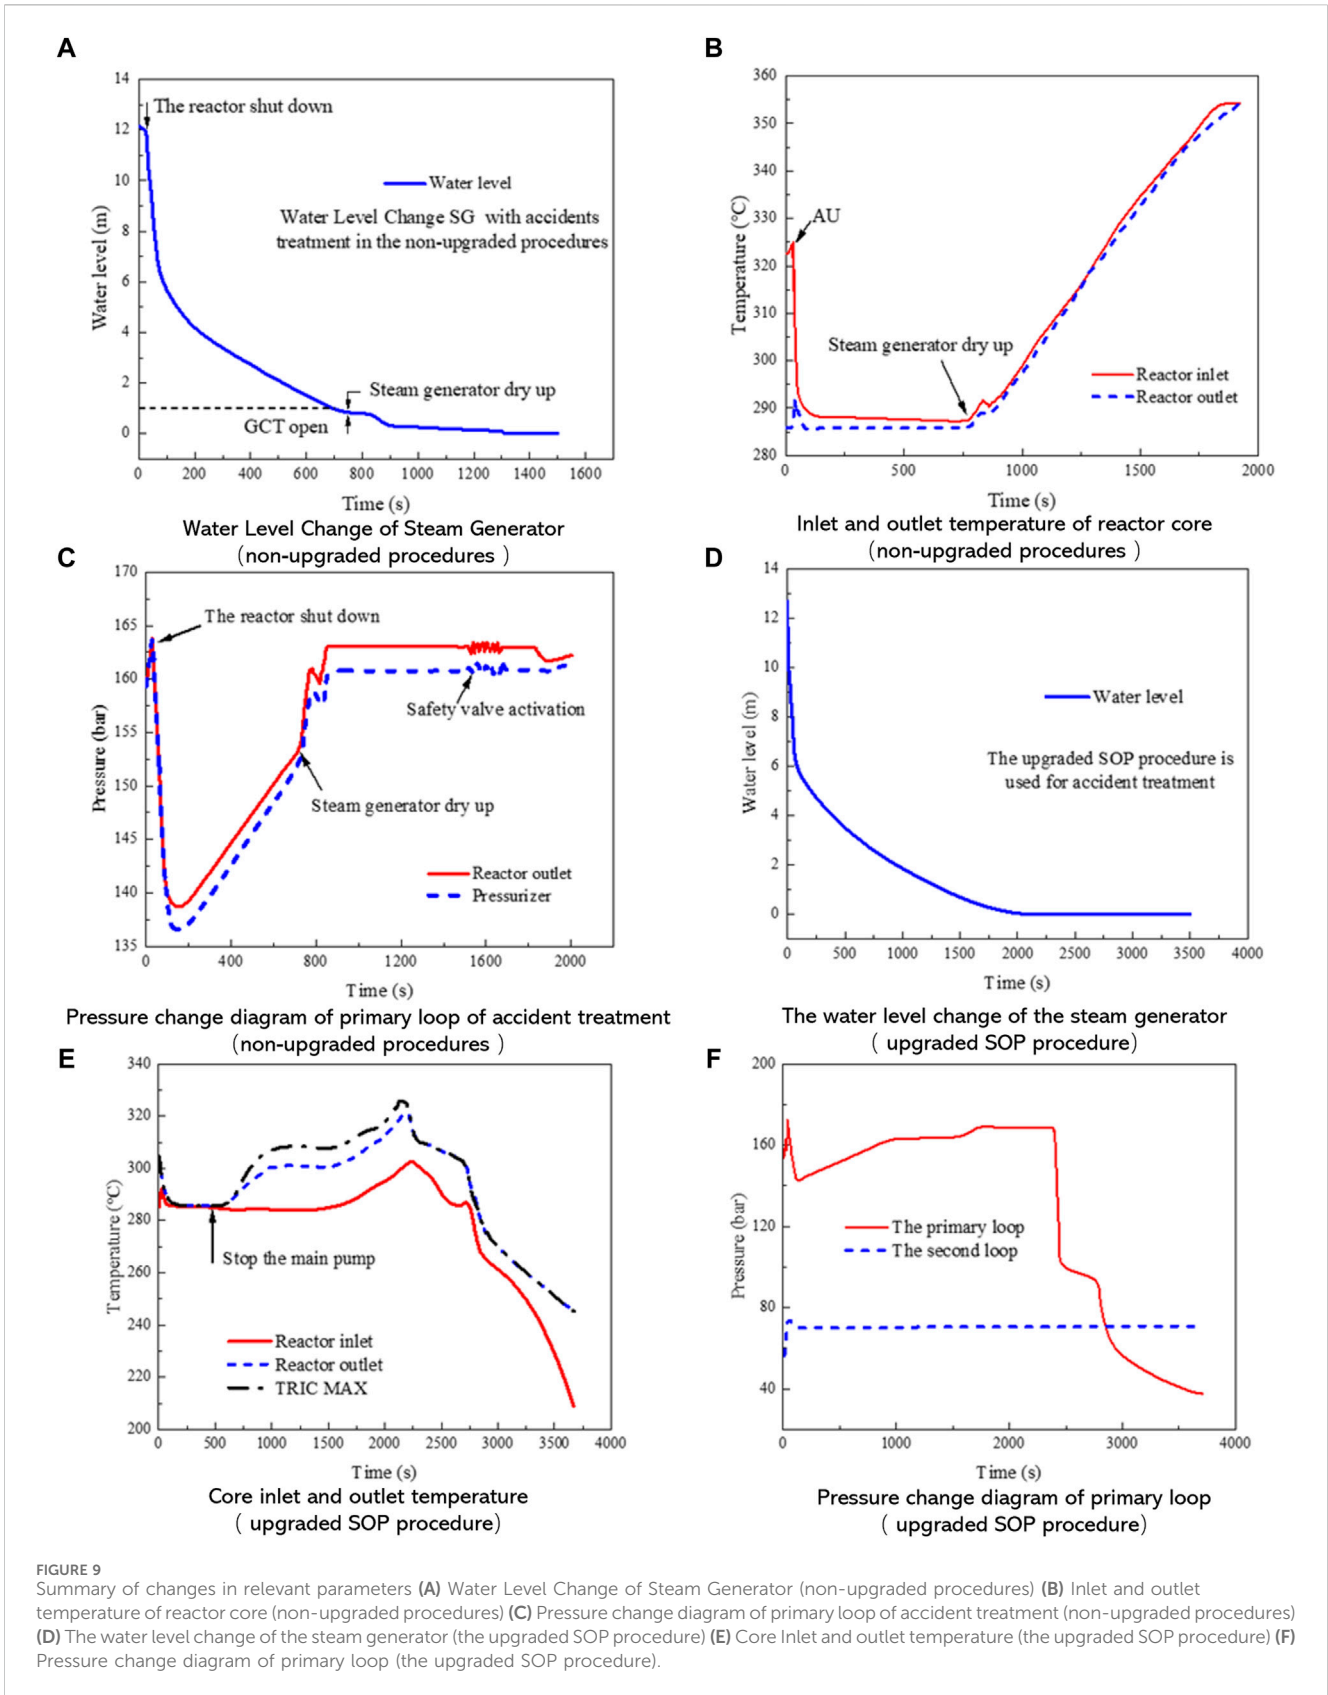 A
14
12
10
8
6
4
2
0
Water level (m)
The reactor shut down
Water level
Water Level Change SG with accidents
treatment in the non-upgraded procedures
Steam generator dry up
GCT open
0 200 400 600 800 1000 1200 1400 1600
Time (s)
Water Level Change of Steam Generator
(non-upgraded procedures )
B
360
350
340
330
320
310
300
290
280
Temperature (°C)
AU
Steam generator dry up
Reactor inlet
Reactor outlet
0 500 1000 1500 2000
Time (s)
Inlet and outlet temperature of reactor core
(non-upgraded procedures )
C
170
165
160
155
150
145
140
135
Pressure (bar)
The reactor shut down
Safety valve activation
Steam generator dry up
Reactor outlet
Pressurizer
0 400 800 1200 1600 2000
Time (s)
Pressure change diagram of primary loop of accident treatment
(non-upgraded procedures )
D
14
12
10
8
6
4
2
0
Water level (m)
Water level
The upgraded SOP procedure is
used for accident treatment
0 500 1000 1500 2000 2500 3000 3500 4000
Time (s)
The water level change of the steam generator
( upgraded SOP procedure)
E
340
320
300
280
260
240
220
200
Temperature (°C)
Stop the main pump
Reactor inlet
Reactor outlet
TRIC MAX
0 500 1000 1500 2000 2500 3000 3500 4000
Time (s)
Core inlet and outlet temperature
( upgraded SOP procedure)
F
200
160
120
80
40
Pressure (bar)
The primary loop
The second loop
0 1000 2000 3000 4000
Time (s)
Pressure change diagram of primary loop
( upgraded SOP procedure)
FIGURE 9
Summary of changes in relevant parameters (A) Water Level Change of Steam Generator (non-upgraded procedures) (B) Inlet and outlet
temperature of reactor core (non-upgraded procedures) (C) Pressure change diagram of primary loop of accident treatment (non-upgraded procedures)
(D) The water level change of the steam generator (the upgraded SOP procedure) (E) Core Inlet and outlet temperature (the upgraded SOP procedure) (F)
Pressure change diagram of primary loop (the upgraded SOP procedure).